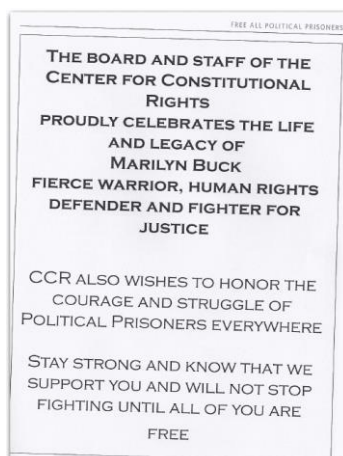 FREE ALL POLITICAL PRISONERS
THE BOARD AND STAFF OF THE
CENTER FOR CONSTITUTIONAL
RIGHTS
PROUDLY CELEBRATES THE LIFE
AND LEGACY OF
MARILYN BUCK
FIERCE WARRIOR, HUMAN RIGHTS
DEFENDER AND FIGHTER FOR
JUSTICE
CCR ALSO WISHES TO HONOR THE
COURAGE AND STRUGGLE OF
POLITICAL PRISONERS EVERYWHERE
STAY STRONG AND KNOW THAT WE
SUPPORT YOU AND WILL NOT STOP
FIGHTING UNTIL ALL OF YOU ARE
FREE